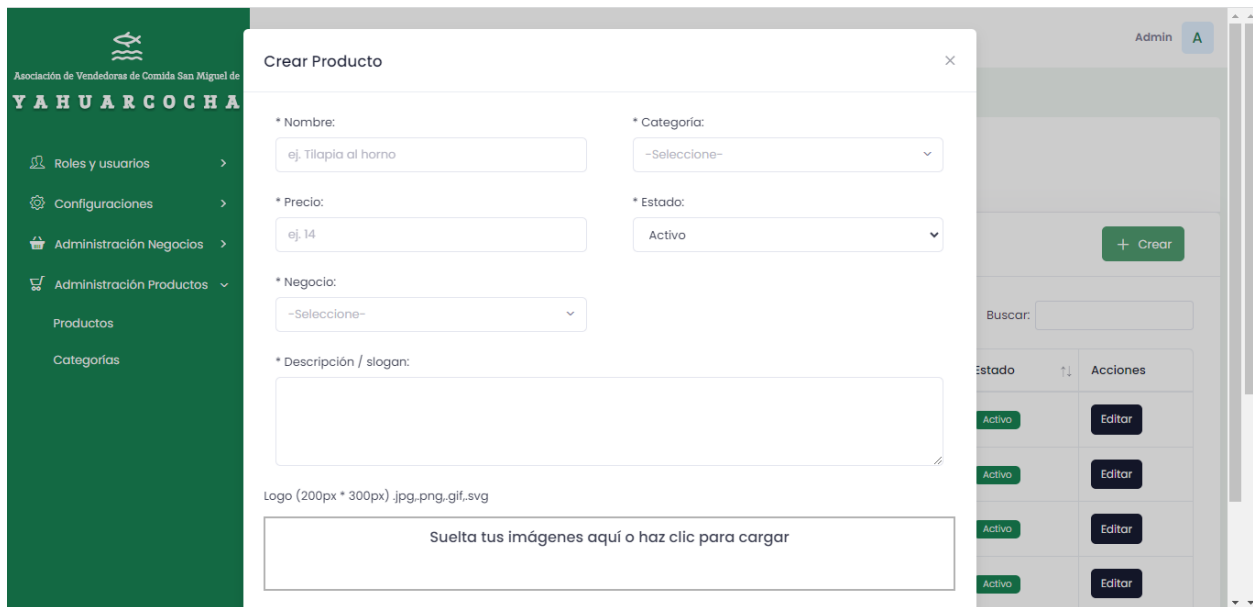 Asociación de Vendedoras de Comida San Miguel de
YAHUARCOCHA
Roles y usuarios
Configuraciones
Administración Negocios
Administración Productos
Productos
Categorías
Admin A
Crear Producto
* Nombre:
ej. Tilapia al horno
* Categoría:
-Seleccione-
* Precio:
ej. 14
* Estado:
Activo
* Negocio:
-Seleccione-
* Descripción / slogan:
Logo (200px * 300px) .jpg,.png,.gif,.svg
Suelta tus imágenes aquí o haz clic para cargar
+ Crear
Buscar:
Estado Acciones
Activo Editar
Activo Editar
Activo Editar
Activo Editar